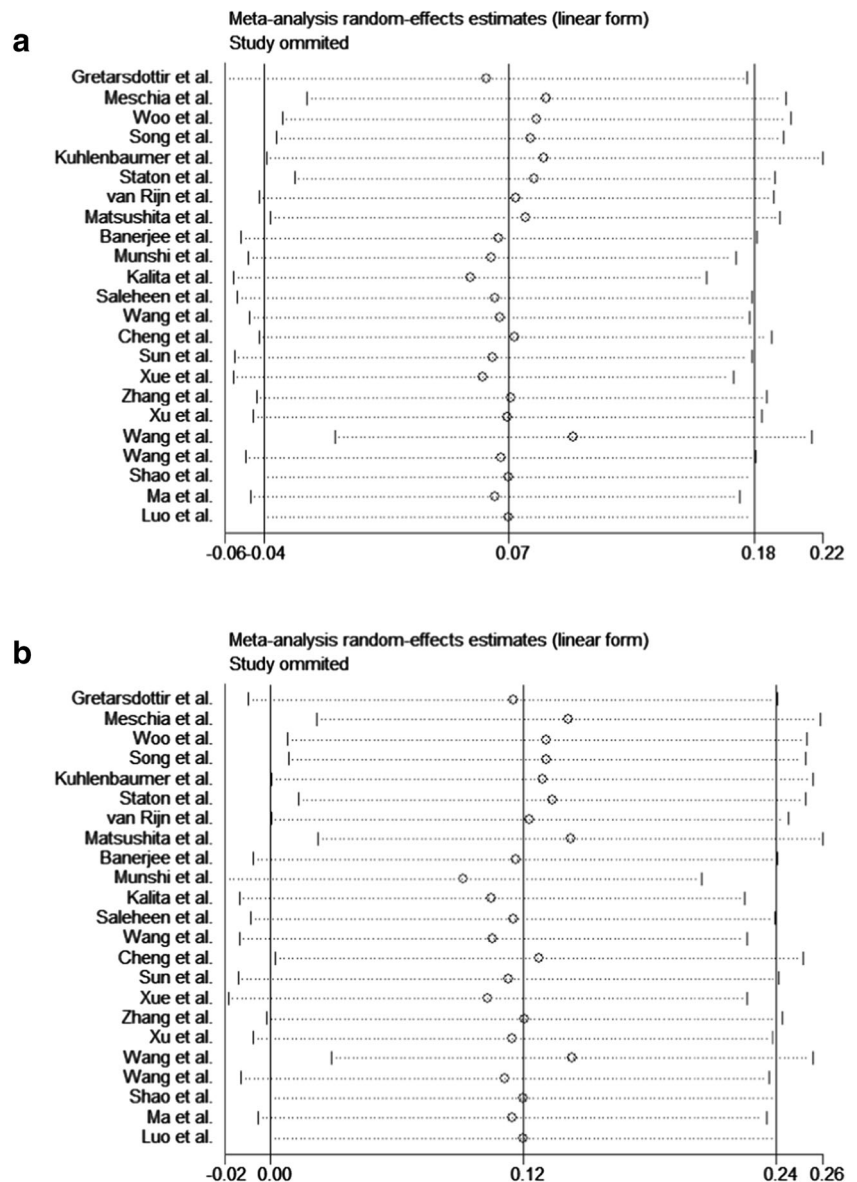 a
Meta-analysis random-effects estimates (linear form)
Study ommited
Gretarsdottir et al.
Meschia et al.
Woo et al.
Song et al.
Kuhlenbaumer et al.
Staton et al.
van Rijn et al.
Matsushita et al.
Banerjee et al.
Munshi et al.
Kalita et al.
Saleheen et al.
Wang et al.
Cheng et al.
Sun et al.
Xue et al.
Zhang et al.
Xu et al.
Wang et al.
Wang et al.
Shao et al.
Ma et al.
Luo et al.
-0.06 -0.04 0.07 0.18 0.22
b
Meta-analysis random-effects estimates (linear form)
Study ommited
Gretarsdottir et al.
Meschia et al.
Woo et al.
Song et al.
Kuhlenbaumer et al.
Staton et al.
van Rijn et al.
Matsushita et al.
Banerjee et al.
Munshi et al.
Kalita et al.
Saleheen et al.
Wang et al.
Cheng et al.
Sun et al.
Xue et al.
Zhang et al.
Xu et al.
Wang et al.
Wang et al.
Shao et al.
Ma et al.
Luo et al.
-0.02 0.00 0.12 0.24 0.26